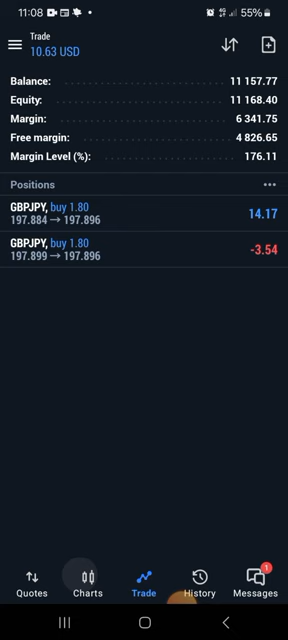 11:08 55%
Trade
10.63 USD
Balance: 11 157.77
Equity: 11 168.40
Margin: 6 341.75
Free margin: 4 826.65
Margin Level (%): 176.11
Positions
GBPJPY, buy 1.80
197.884 → 197.896 14.17
GBPJPY, buy 1.80
197.899 → 197.896 -3.54
1
Quotes Charts Trade History Messages